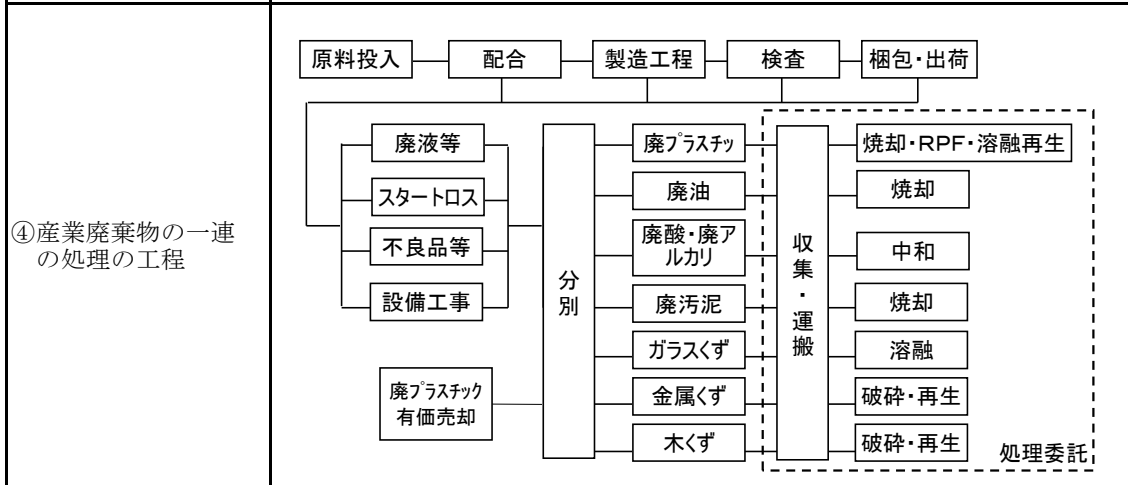 ④産業廃棄物の一連
の処理の工程
原料投入
配合
製造工程
検査
梱包・出荷
廃液等
スタートロス
不良品等
設備工事
廃プラスチック
有価売却
分別
廃プラスチッ
廃油
廃酸・廃ア
ルカリ
廃汚泥
ガラスくず
金属くず
木くず
収集・運搬
焼却・RPF・溶融再生
焼却
中和
焼却
溶融
破砕・再生
破砕・再生
処理委託